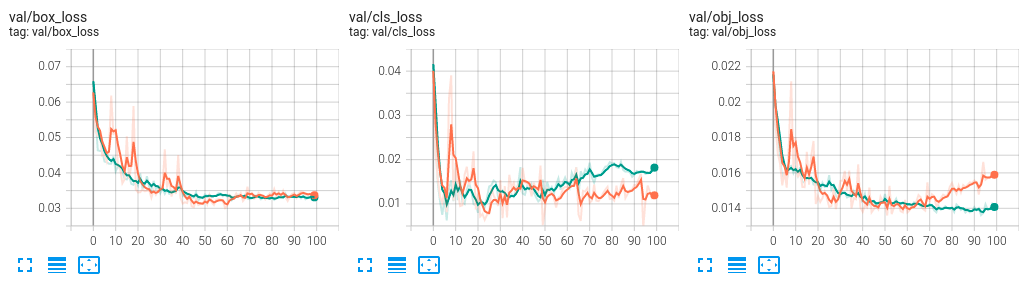 val/box_loss
tag: val/box_loss
0.07
0.06
0.05
0.04
0.03
0 10 20 30 40 50 60 70 80 90 100
val/cls_loss
tag: val/cls_loss
0.04
0.03
0.02
0.01
0 10 20 30 40 50 60 70 80 90 100
val/obj_loss
tag: val/obj_loss
0.022
0.02
0.018
0.016
0.014
0 10 20 30 40 50 60 70 80 90 100